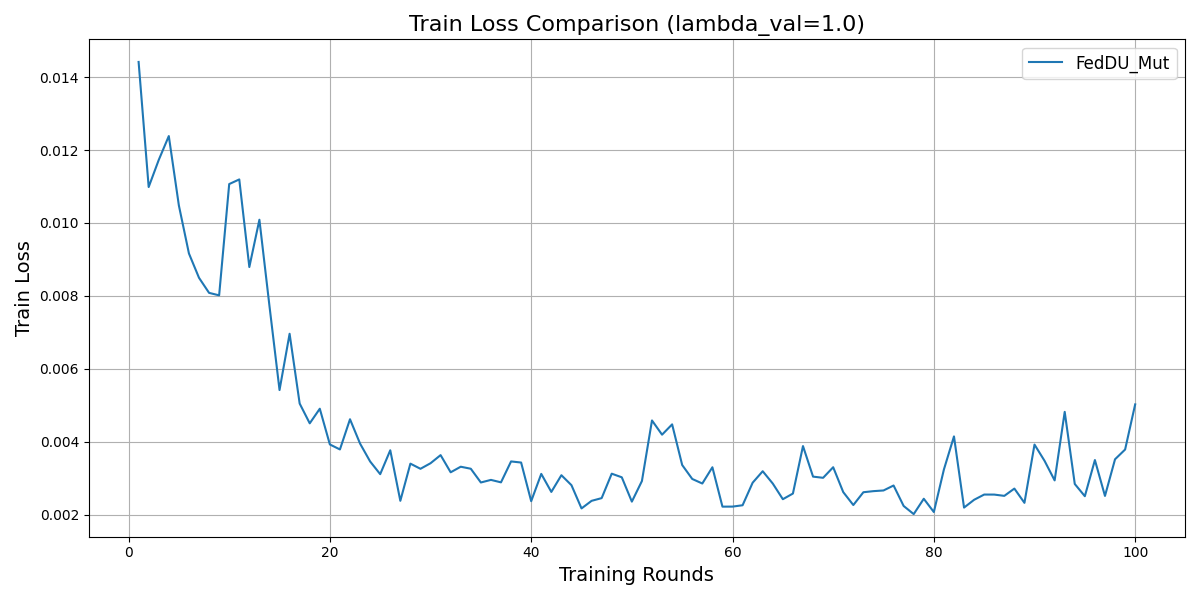 Train Loss Comparison (lambda_val=1.0)
FedDU_Mut
Train Loss
0.014
0.012
0.010
0.008
0.006
0.004
0.002
0 20 40 60 80 100
Training Rounds